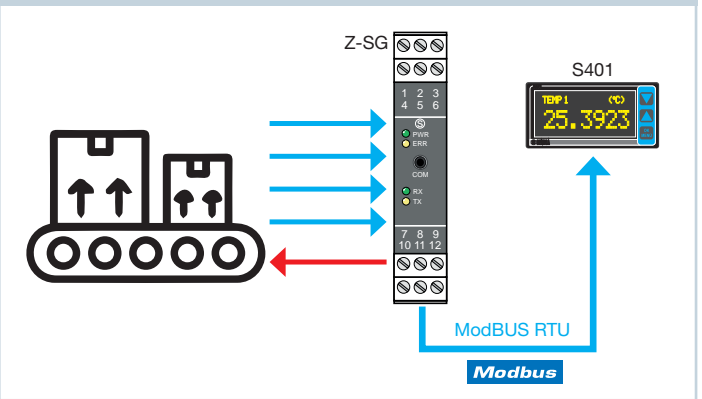 Z-SG
1 2 3
4 5 6
PWR
ERR
COM
RX
TX
7 8 9
10 11 12
S401
TEMP 1 (°C)
25.3923
ModBUS RTU
Modbus